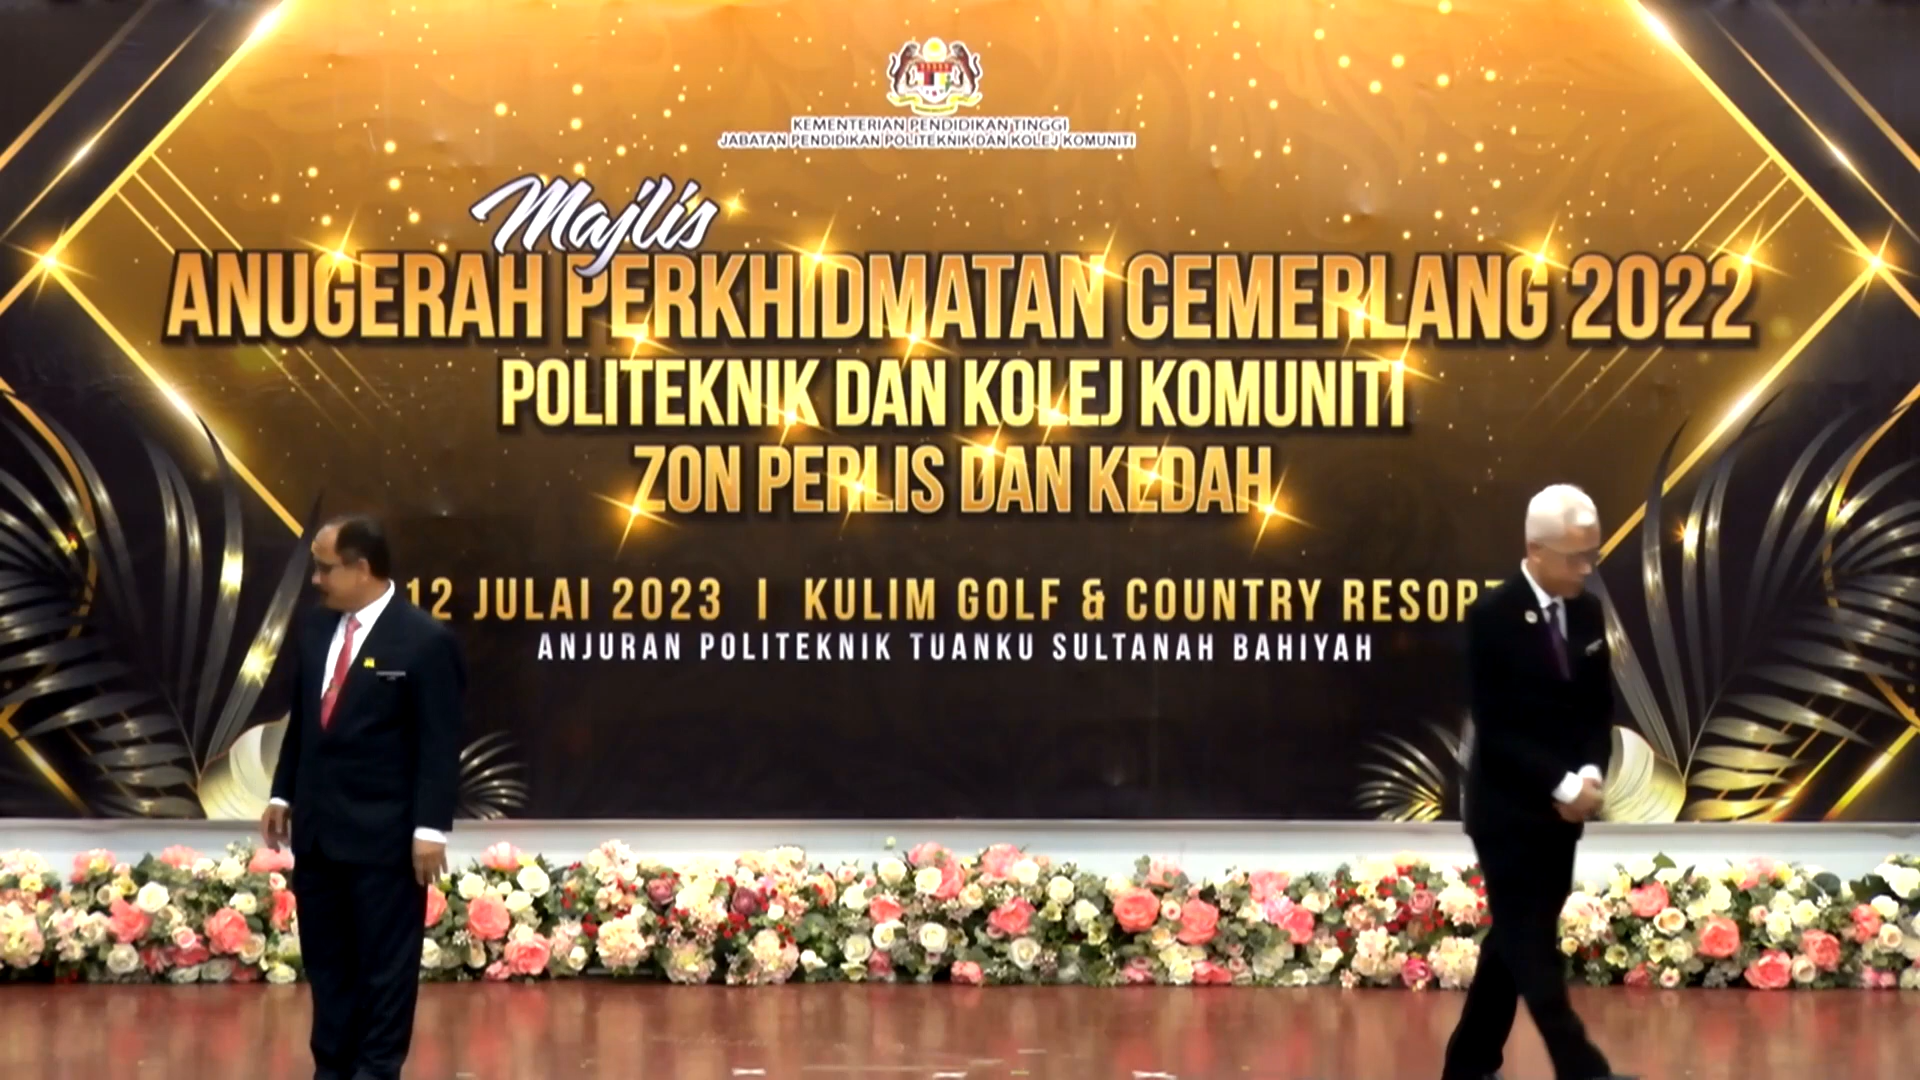 KEMENTERIAN PENDIDIKAN TINGGI
JABATAN PENDIDIKAN POLITEKNIK DAN KOLEJ KOMUNITI
Majlis
ANUGERAH PERKHIDMATAN CEMERLANG 2022
POLITEKNIK DAN KOLEJ KOMUNITI
ZON PERLIS DAN KEDAH
12 JULAI 2023 | KULIM GOLF & COUNTRY RESORT
ANJURAN POLITEKNIK TUANKU SULTANAH BAHIYAH